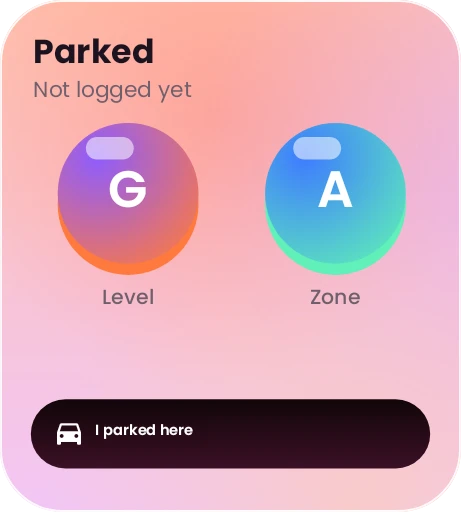 Parked
Not logged yet
G
A
Level
Zone
I parked here